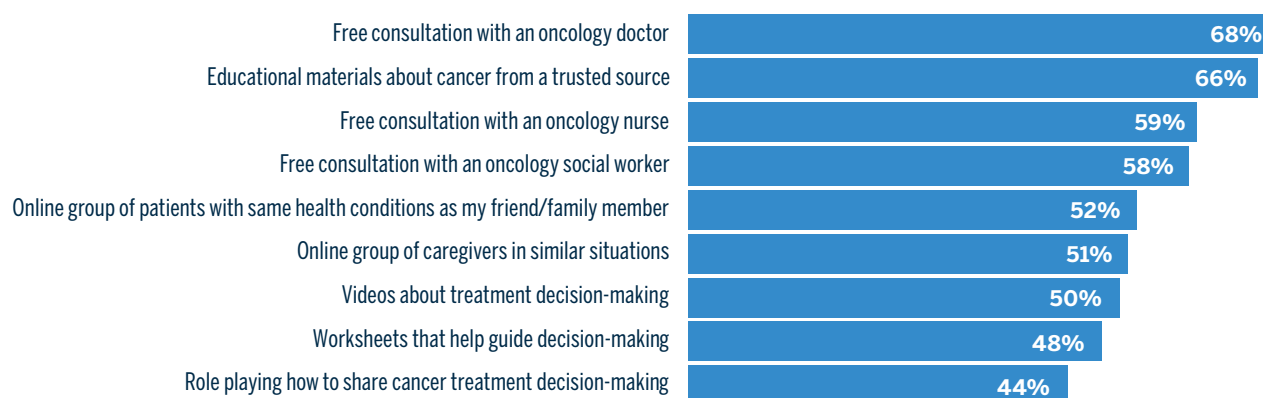 Free consultation with an oncology doctor 68%
Educational materials about cancer from a trusted source 66%
Free consultation with an oncology nurse 59%
Free consultation with an oncology social worker 58%
Online group of patients with same health conditions as my friend/family member 52%
Online group of caregivers in similar situations 51%
Videos about treatment decision-making 50%
Worksheets that help guide decision-making 48%
Role playing how to share cancer treatment decision-making 44%